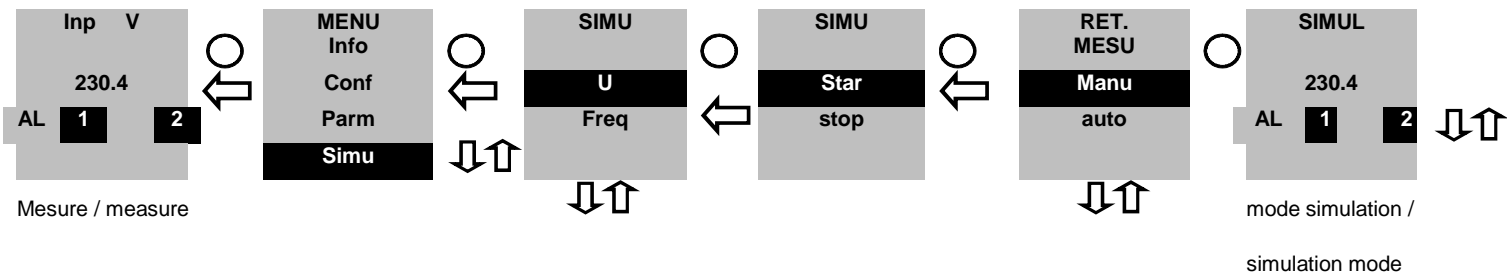 Inp V
230.4
AL 1 2
Mesure / measure
MENU
Info
Conf
Parm
Simu
SIMU
U
Freq
SIMU
Star
stop
RET.
MESU
Manu
auto
SIMUL
230.4
AL 1 2
mode simulation /
simulation mode